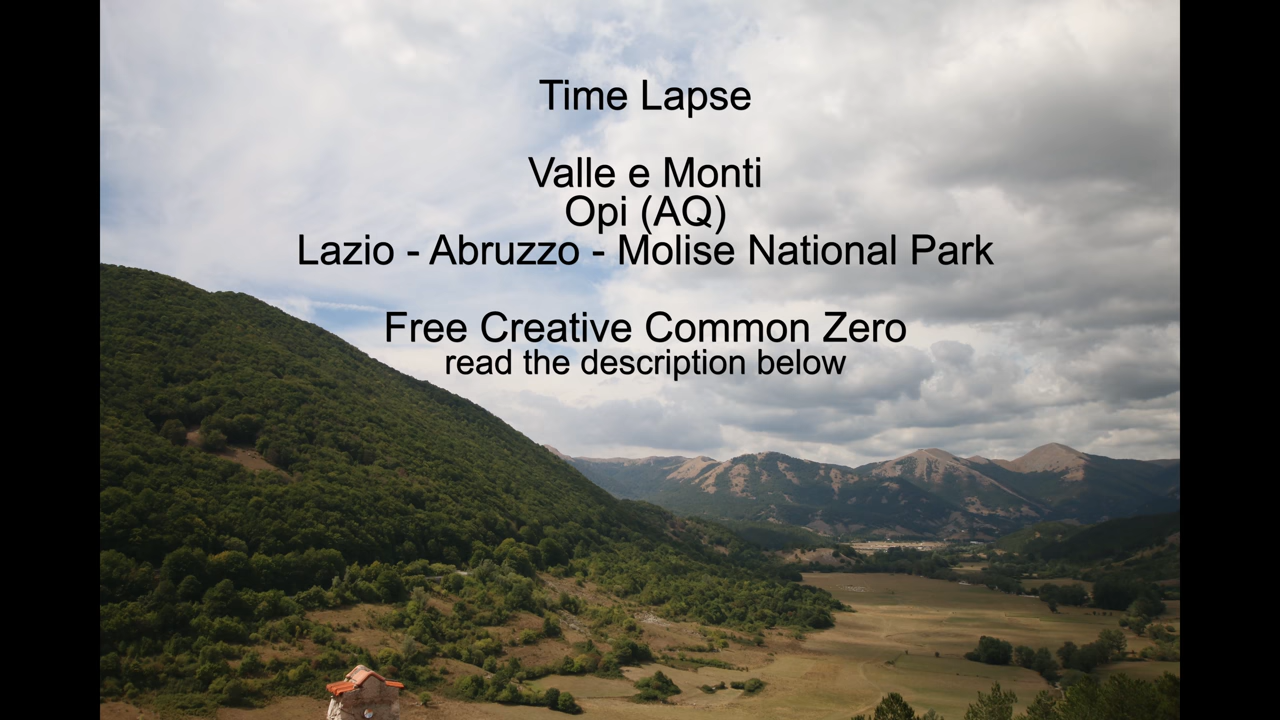 Time Lapse
Valle e Monti
Opi (AQ)
Lazio - Abruzzo - Molise National Park
Free Creative Common Zero
read the description below